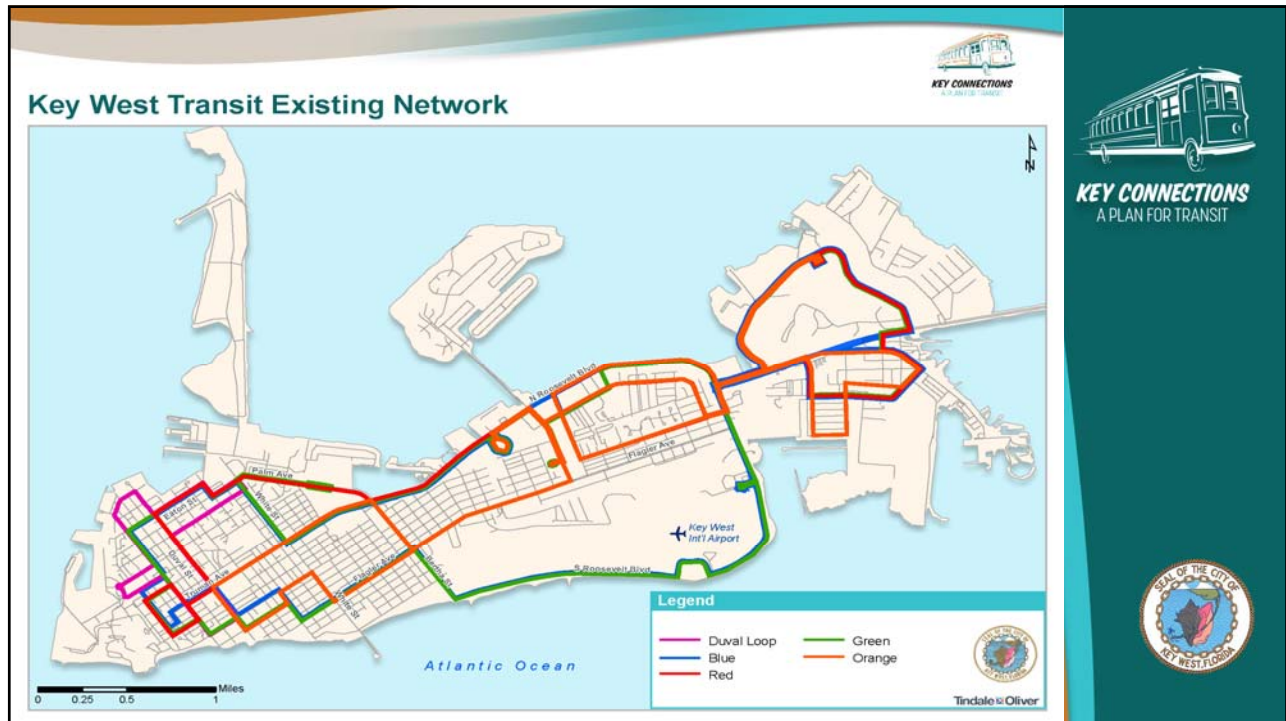 KEY CONNECTIONS
A PLAN FOR TRANSIT
Key West Transit Existing Network
N
N Roosevelt Blvd
Flagler Ave
Palm Ave
Eaton St
White St
Duval St
Truman Ave
Flagler Ave
White St
Bertha St
Key West
Int'l Airport
S Roosevelt Blvd
Atlantic Ocean
Miles
0 0.25 0.5 1
Legend
Duval Loop
Blue
Red
Green
Orange
Tindale Oliver
KEY CONNECTIONS
A PLAN FOR TRANSIT
SEAL OF THE CITY OF
KEY WEST, FLORIDA